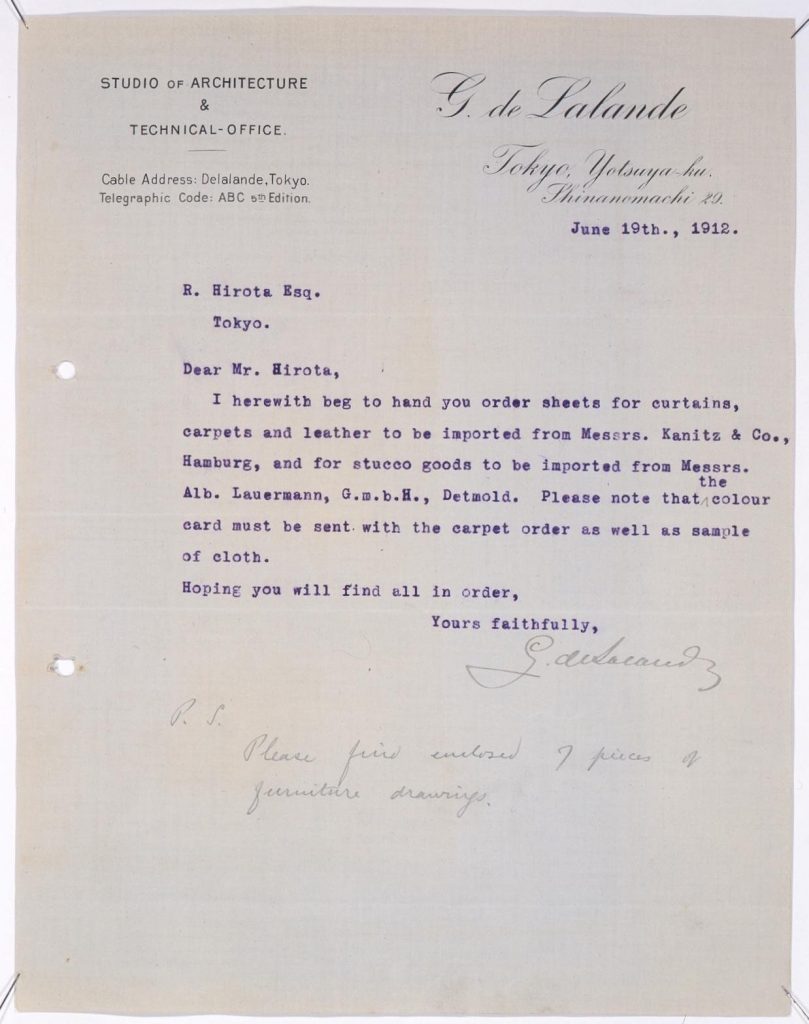 STUDIO OF ARCHITECTURE
&
TECHNICAL-OFFICE.
Cable Address: Delalande, Tokyo.
Telegraphic Code: ABC 5TH Edition.
G. de Lalande
Tokyo, Yotsuya-ku.
Shinanomachi 29.
June 19th., 1912.
R. Hirota Esq.
Tokyo.
Dear Mr. Hirota,
I herewith beg to hand you order sheets for curtains,
carpets and leather to be imported from Messrs. Kanitz & Co.,
Hamburg, and for stucco goods to be imported from Messrs.
the
Alb. Lauermann, G.m.b.H., Detmold. Please note that colour
card must be sent with the carpet order as well as sample
of cloth.
Hoping you will find all in order,
Yours faithfully,
G. de Lalande
P. S.
Please find enclosed 7 pieces of
furniture drawings.